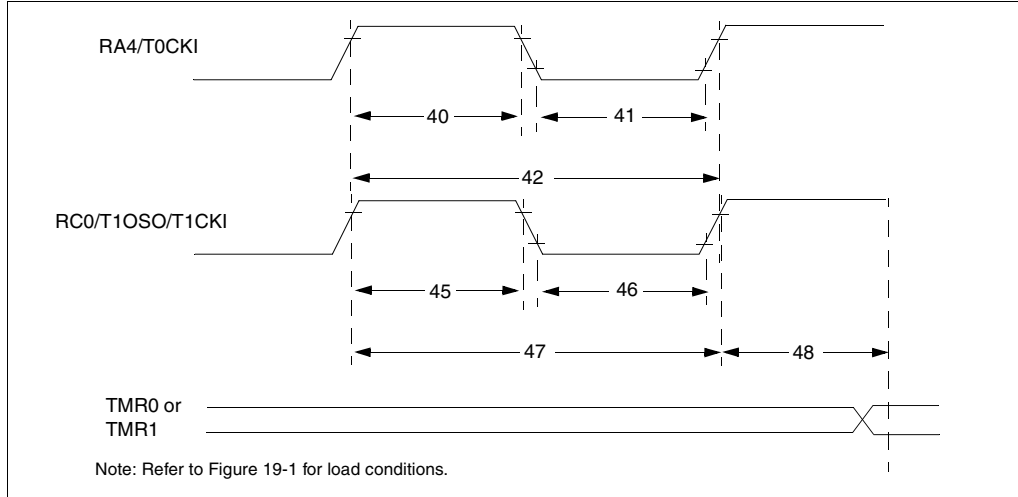 RA4/T0CKI
40
41
42
RC0/T1OSO/T1CKI
45
46
47
48
TMR0 or
TMR1
Note: Refer to Figure 19-1 for load conditions.